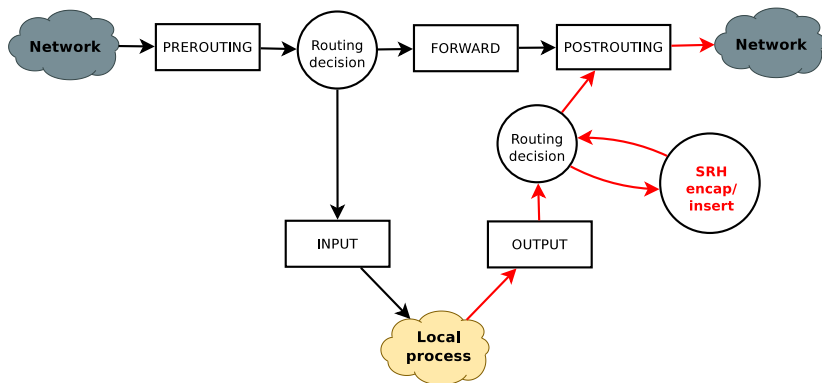 Network
PREROUTING
Routing
decision
FORWARD
POSTROUTING
Network
Routing
decision
SRH
encap/
insert
INPUT
OUTPUT
Local
process